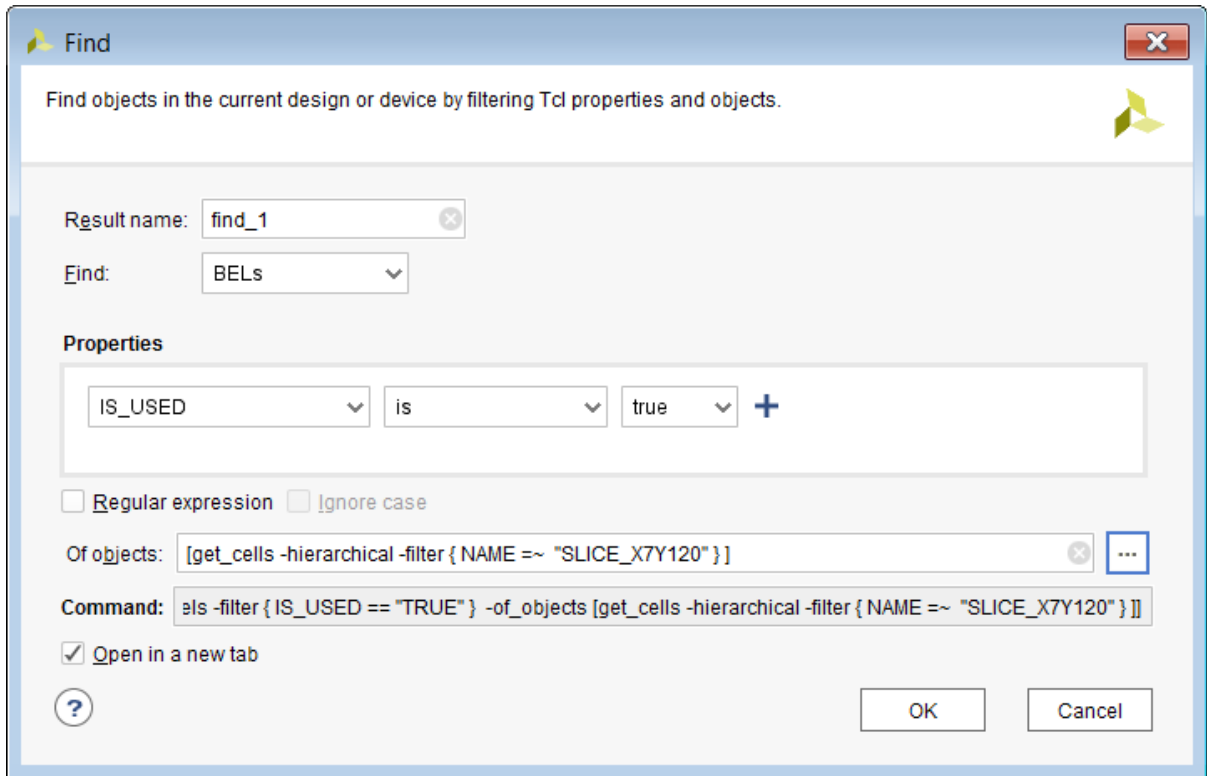 Find
Find objects in the current design or device by filtering Tcl properties and objects.
Result name: find_1
Find: BELs
Properties
IS_USED is true
Regular expression Ignore case
Of objects: [get_cells -hierarchical -filter { NAME =~ "SLICE_X7Y120" } ] ...
Command: els -filter { IS_USED == "TRUE" } -of_objects [get_cells -hierarchical -filter { NAME =~ "SLICE_X7Y120" } ]]
Open in a new tab
? OK Cancel